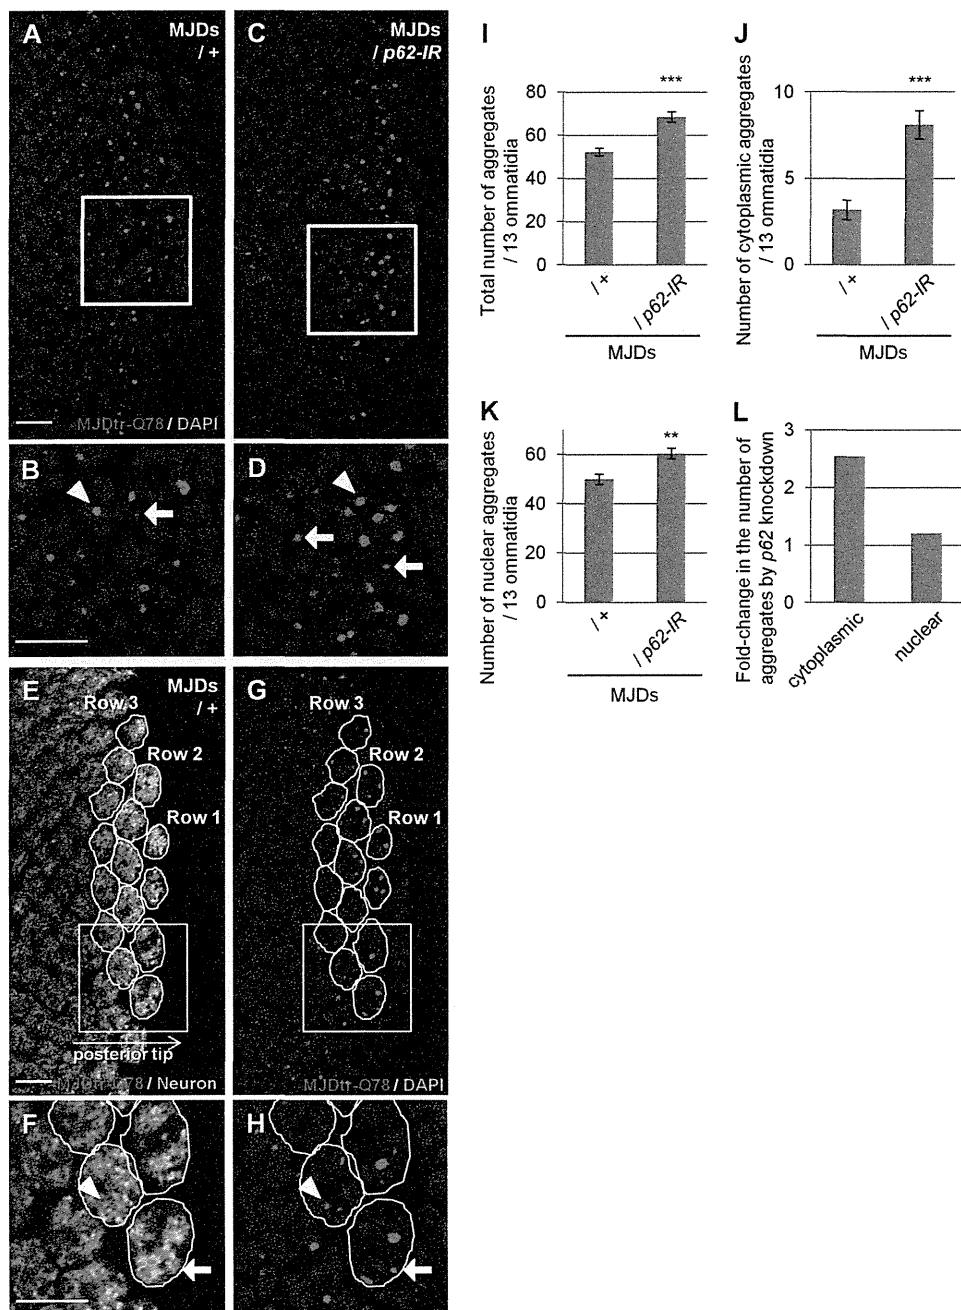 A
MJDs
/ +
MJDtr-Q78 / DAPI
C
MJDs
/ p62-IR
B
D
E
MJDs
/ +
Row 3
Row 2
Row 1
posterior tip
MJDtr-Q78 / Neuron
G
Row 3
Row 2
Row 1
MJDtr-Q78 / DAPI
F
H
I
Total number of aggregates
/ 13 ommatidia
80
60
40
20
0
***
/ +
/ p62-IR
MJDs
J
Number of cytoplasmic aggregates
/ 13 ommatidia
10
5
0
***
/ +
/ p62-IR
MJDs
K
Number of nuclear aggregates
/ 13 ommatidia
60
40
20
0
**
/ +
/ p62-IR
MJDs
L
Fold-change in the number of
aggregates by p62 knockdown
3
2
1
0
cytoplasmic
nuclear